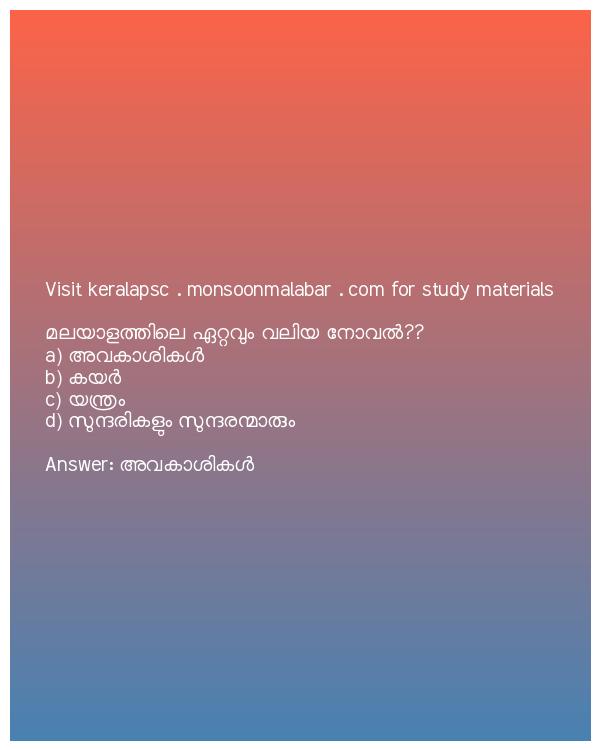 Visit keralapsc . monsoonmalabar . com for study materials
മലയാളത്തിലെ ഏറ്റവും വലിയ നോവൽ??
a) അവകാശികൾ
b) കയർ
c) യന്ത്രം
d) സുന്ദരികളും സുന്ദരന്മാരും
Answer: അവകാശികൾ